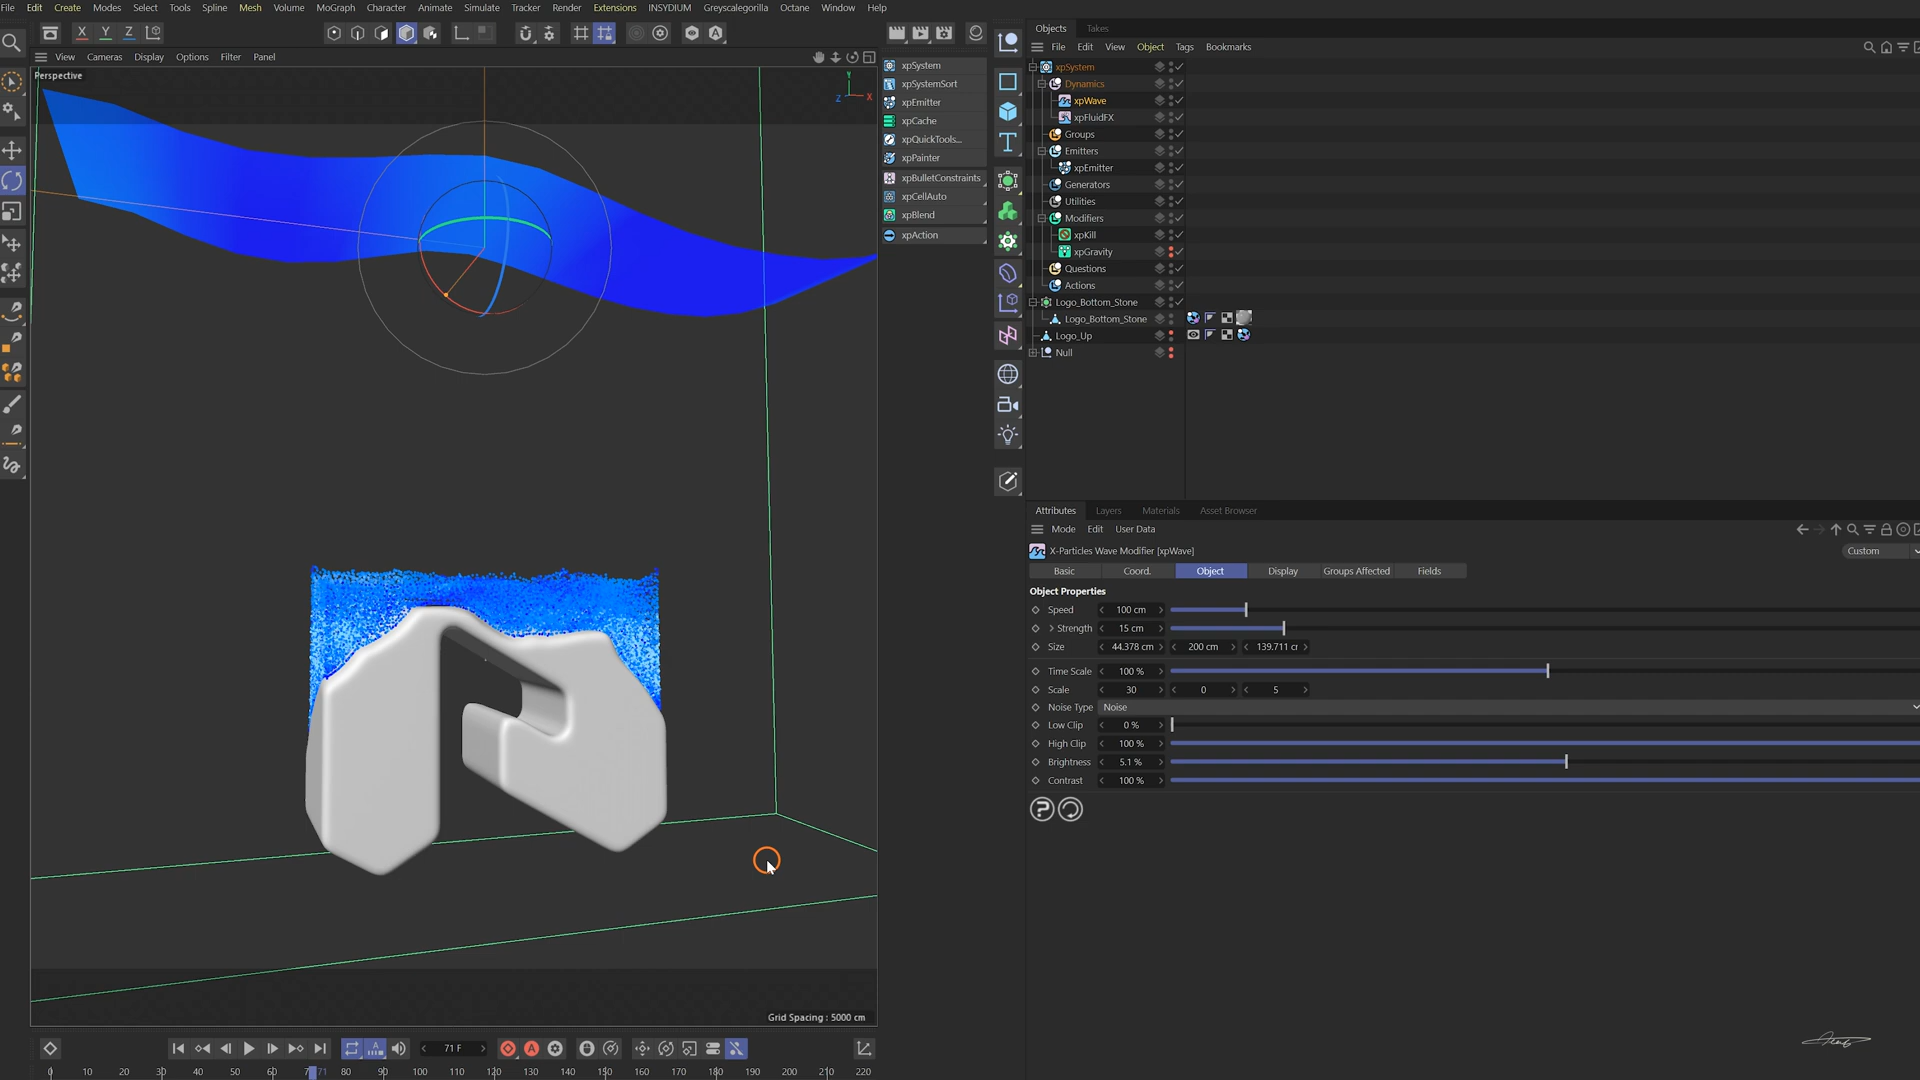 File Edit Create Modes Select Tools Spline Mesh Volume MoGraph Character Animate Simulate Tracker Render Extensions INSYDIUM Greyscalegorilla Octane Window Help
X Y Z
View Cameras Display Options Filter Panel
Perspective
Y
Z X
xpSystem
xpSystemSort
xpEmitter
xpCache
xpQuickTools...
xpPainter
xpBulletConstraints
xpCellAuto
xpBlend
xpAction
Objects Takes
File Edit View Object Tags Bookmarks
xpSystem
Dynamics
xpWave
xpFluidFX
Groups
Emitters
xpEmitter
Generators
Utilities
Modifiers
xpKill
xpGravity
Questions
Actions
Logo_Bottom_Stone
Logo_Bottom_Stone
Logo_Up
Null
Attributes Layers Materials Asset Browser
Mode Edit User Data
X-Particles Wave Modifier [xpWave]
Custom
Basic Coord. Object Display Groups Affected Fields
Object Properties
Speed 100 cm
> Strength 15 cm
Size 44.378 cm 200 cm 139.711 cr
Time Scale 100 %
Scale 30 0 5
Noise Type Noise
Low Clip 0 %
High Clip 100 %
Brightness 5.1 %
Contrast 100 %
Grid Spacing : 5000 cm
71 F
0 10 20 30 40 50 60 71 80 90 100 110 120 130 140 150 160 170 180 190 200 210 220